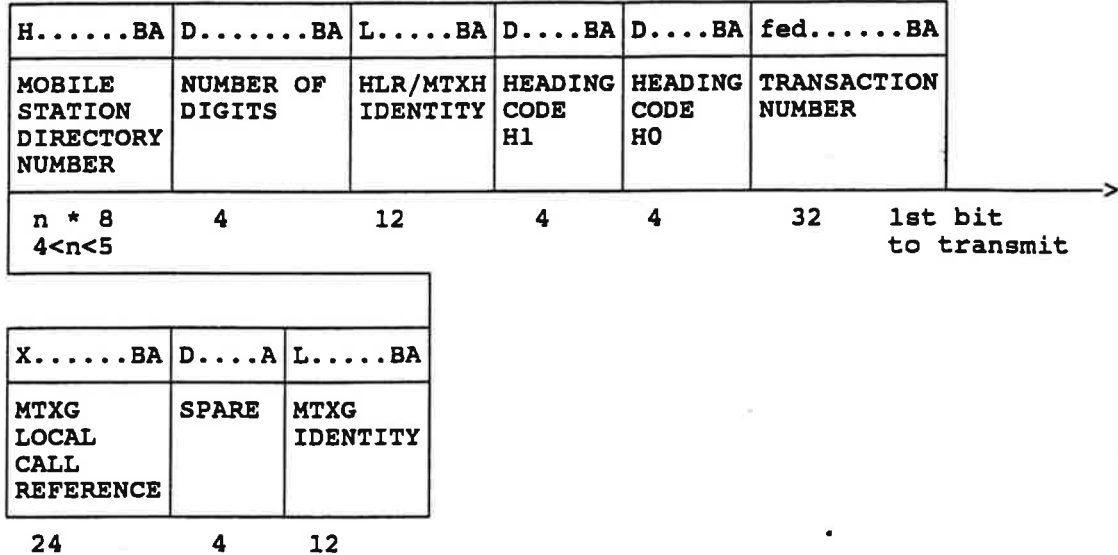 H......BA D.......BA L.....BA D....BA D....BA fed......BA
MOBILE NUMBER OF HLR/MTXH HEADING HEADING TRANSACTION
STATION DIGITS IDENTITY CODE CODE NUMBER
DIRECTORY H1 H0
NUMBER
n * 8 4 12 4 4 32 1st bit
4<n<5 to transmit
X......BA D....A L.....BA
MTXG SPARE MTXG
LOCAL IDENTITY
CALL
REFERENCE
24 4 12